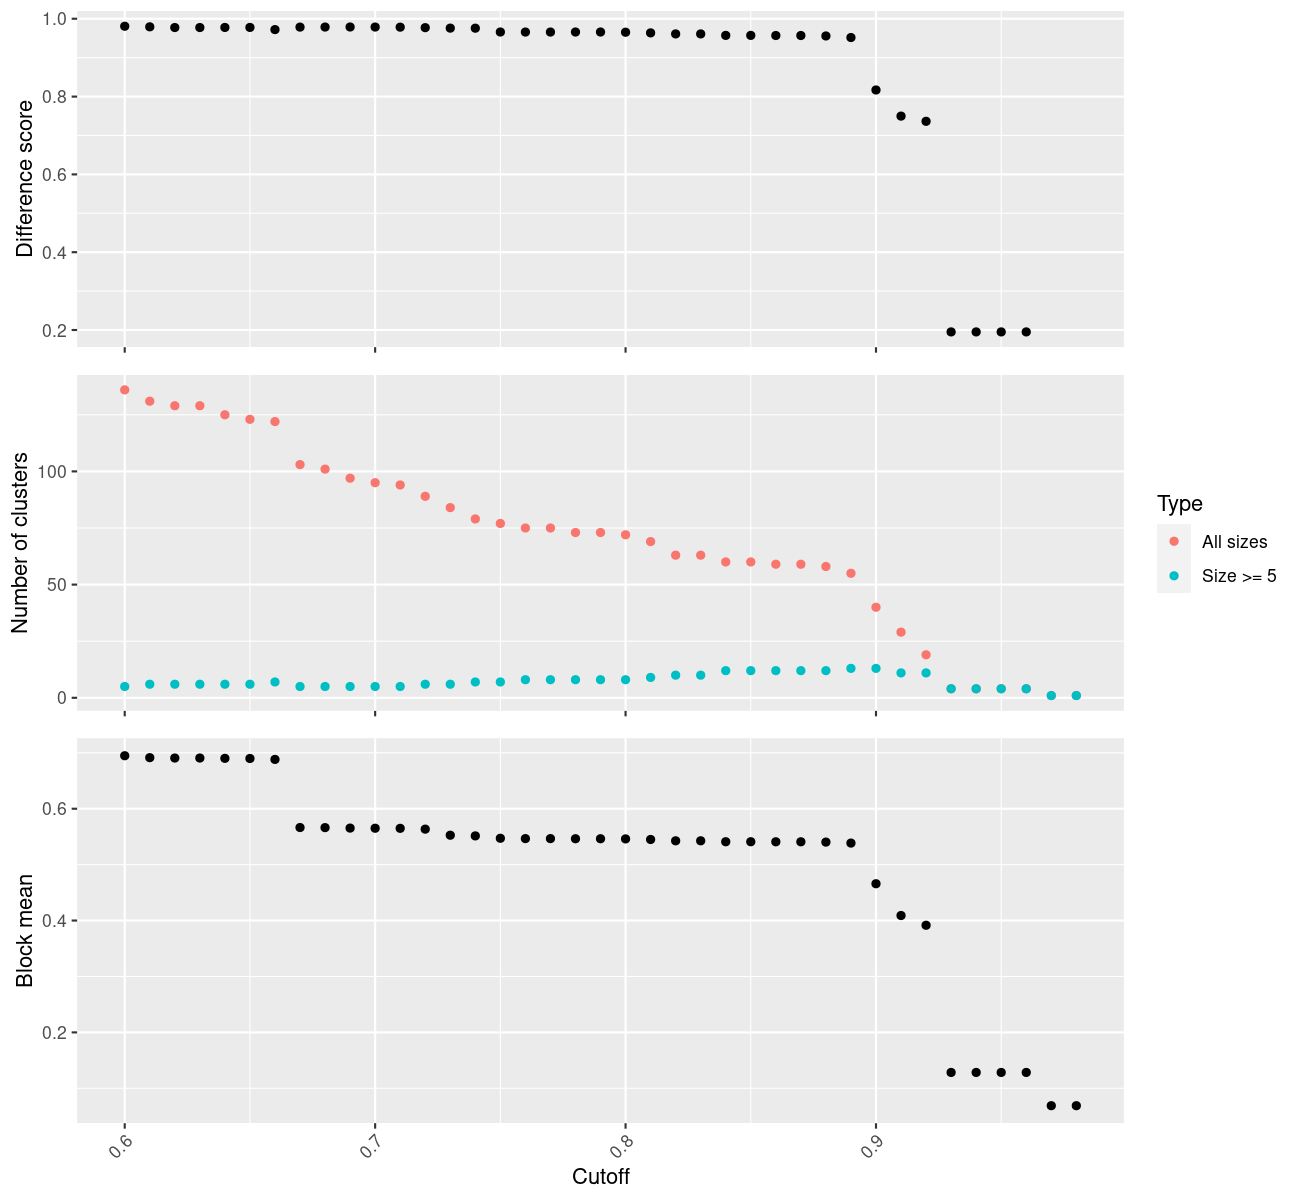 1.0
0.8
0.6
0.4
0.2
Difference score
100
50
0
Number of clusters
Type
All sizes
Size >= 5
0.6
0.4
0.2
Block mean
0.6
0.7
0.8
0.9
Cutoff